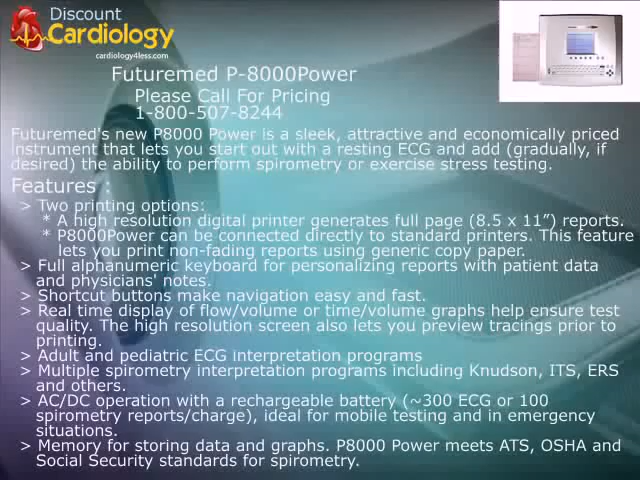 Discount
Cardiology
cardiology4less.com
Futuremed P-8000Power
Please Call For Pricing
1-800-507-8244
Futuremed's new P8000 Power is a sleek, attractive and economically priced
instrument that lets you start out with a resting ECG and add (gradually, if
desired) the ability to perform spirometry or exercise stress testing.
Features :
> Two printing options:
* A high resolution digital printer generates full page (8.5 x 11”) reports.
* P8000Power can be connected directly to standard printers. This feature
lets you print non-fading reports using generic copy paper.
> Full alphanumeric keyboard for personalizing reports with patient data
and physicians' notes.
> Shortcut buttons make navigation easy and fast.
> Real time display of flow/volume or time/volume graphs help ensure test
quality. The high resolution screen also lets you preview tracings prior to
printing.
> Adult and pediatric ECG interpretation programs
> Multiple spirometry interpretation programs including Knudson, ITS, ERS
and others.
> AC/DC operation with a rechargeable battery (~300 ECG or 100
spirometry reports/charge), ideal for mobile testing and in emergency
situations.
> Memory for storing data and graphs. P8000 Power meets ATS, OSHA and
Social Security standards for spirometry.